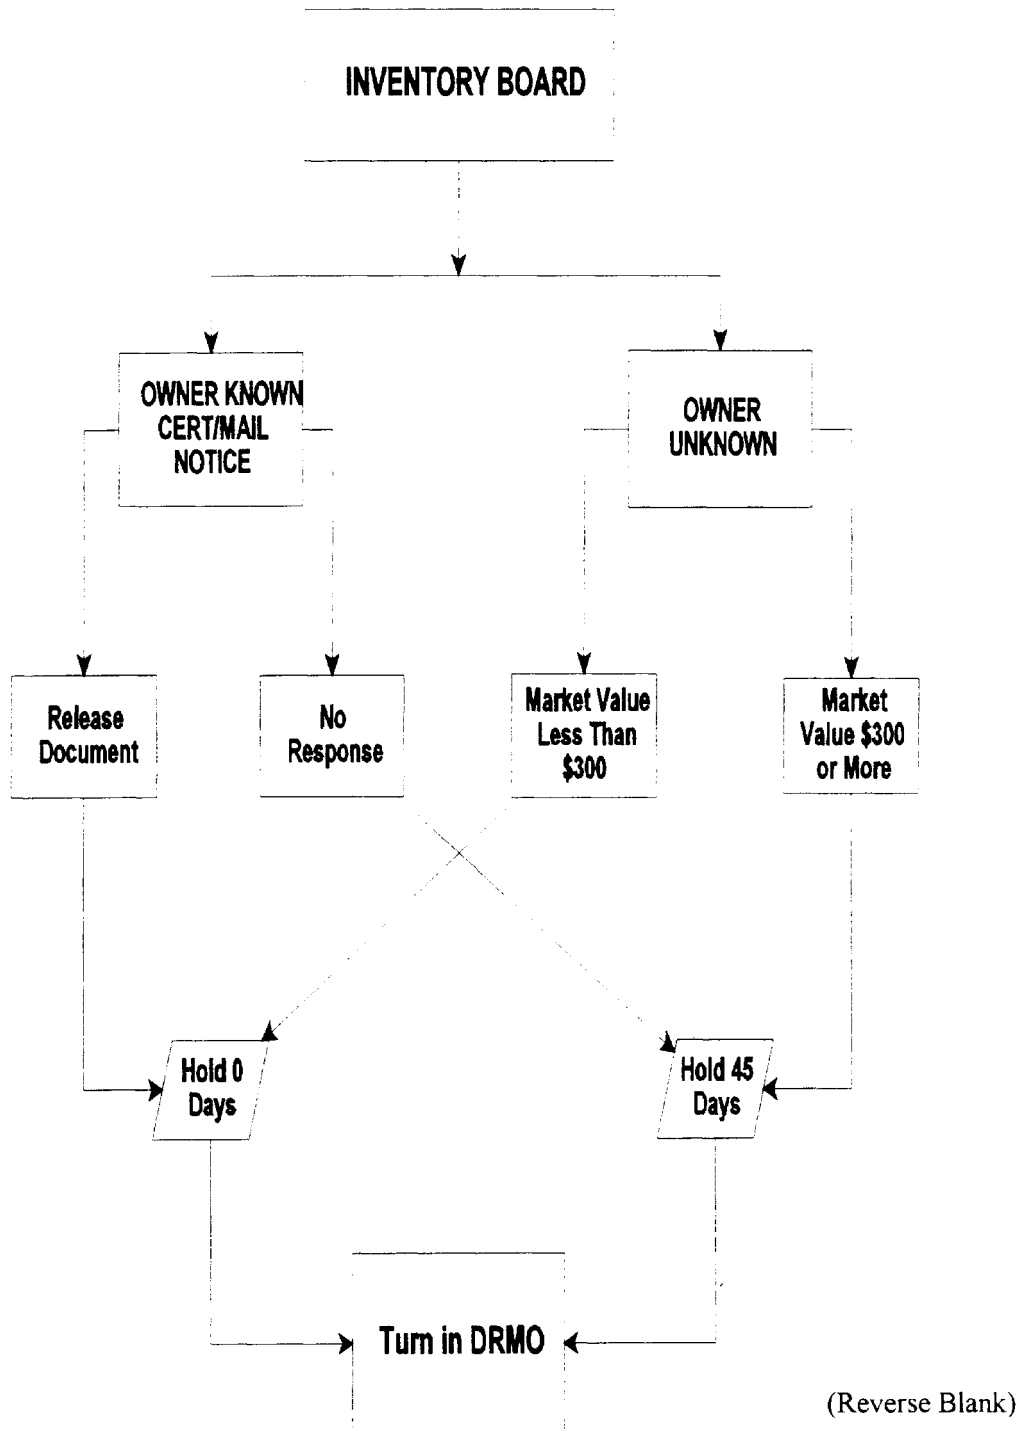 INVENTORY BOARD
OWNER KNOWN
CERT/MAIL
NOTICE
OWNER
UNKNOWN
Release
Document
No
Response
Market Value
Less Than
$300
Market
Value $300
or More
Hold 0
Days
Hold 45
Days
Turn in DRMO
(Reverse Blank)